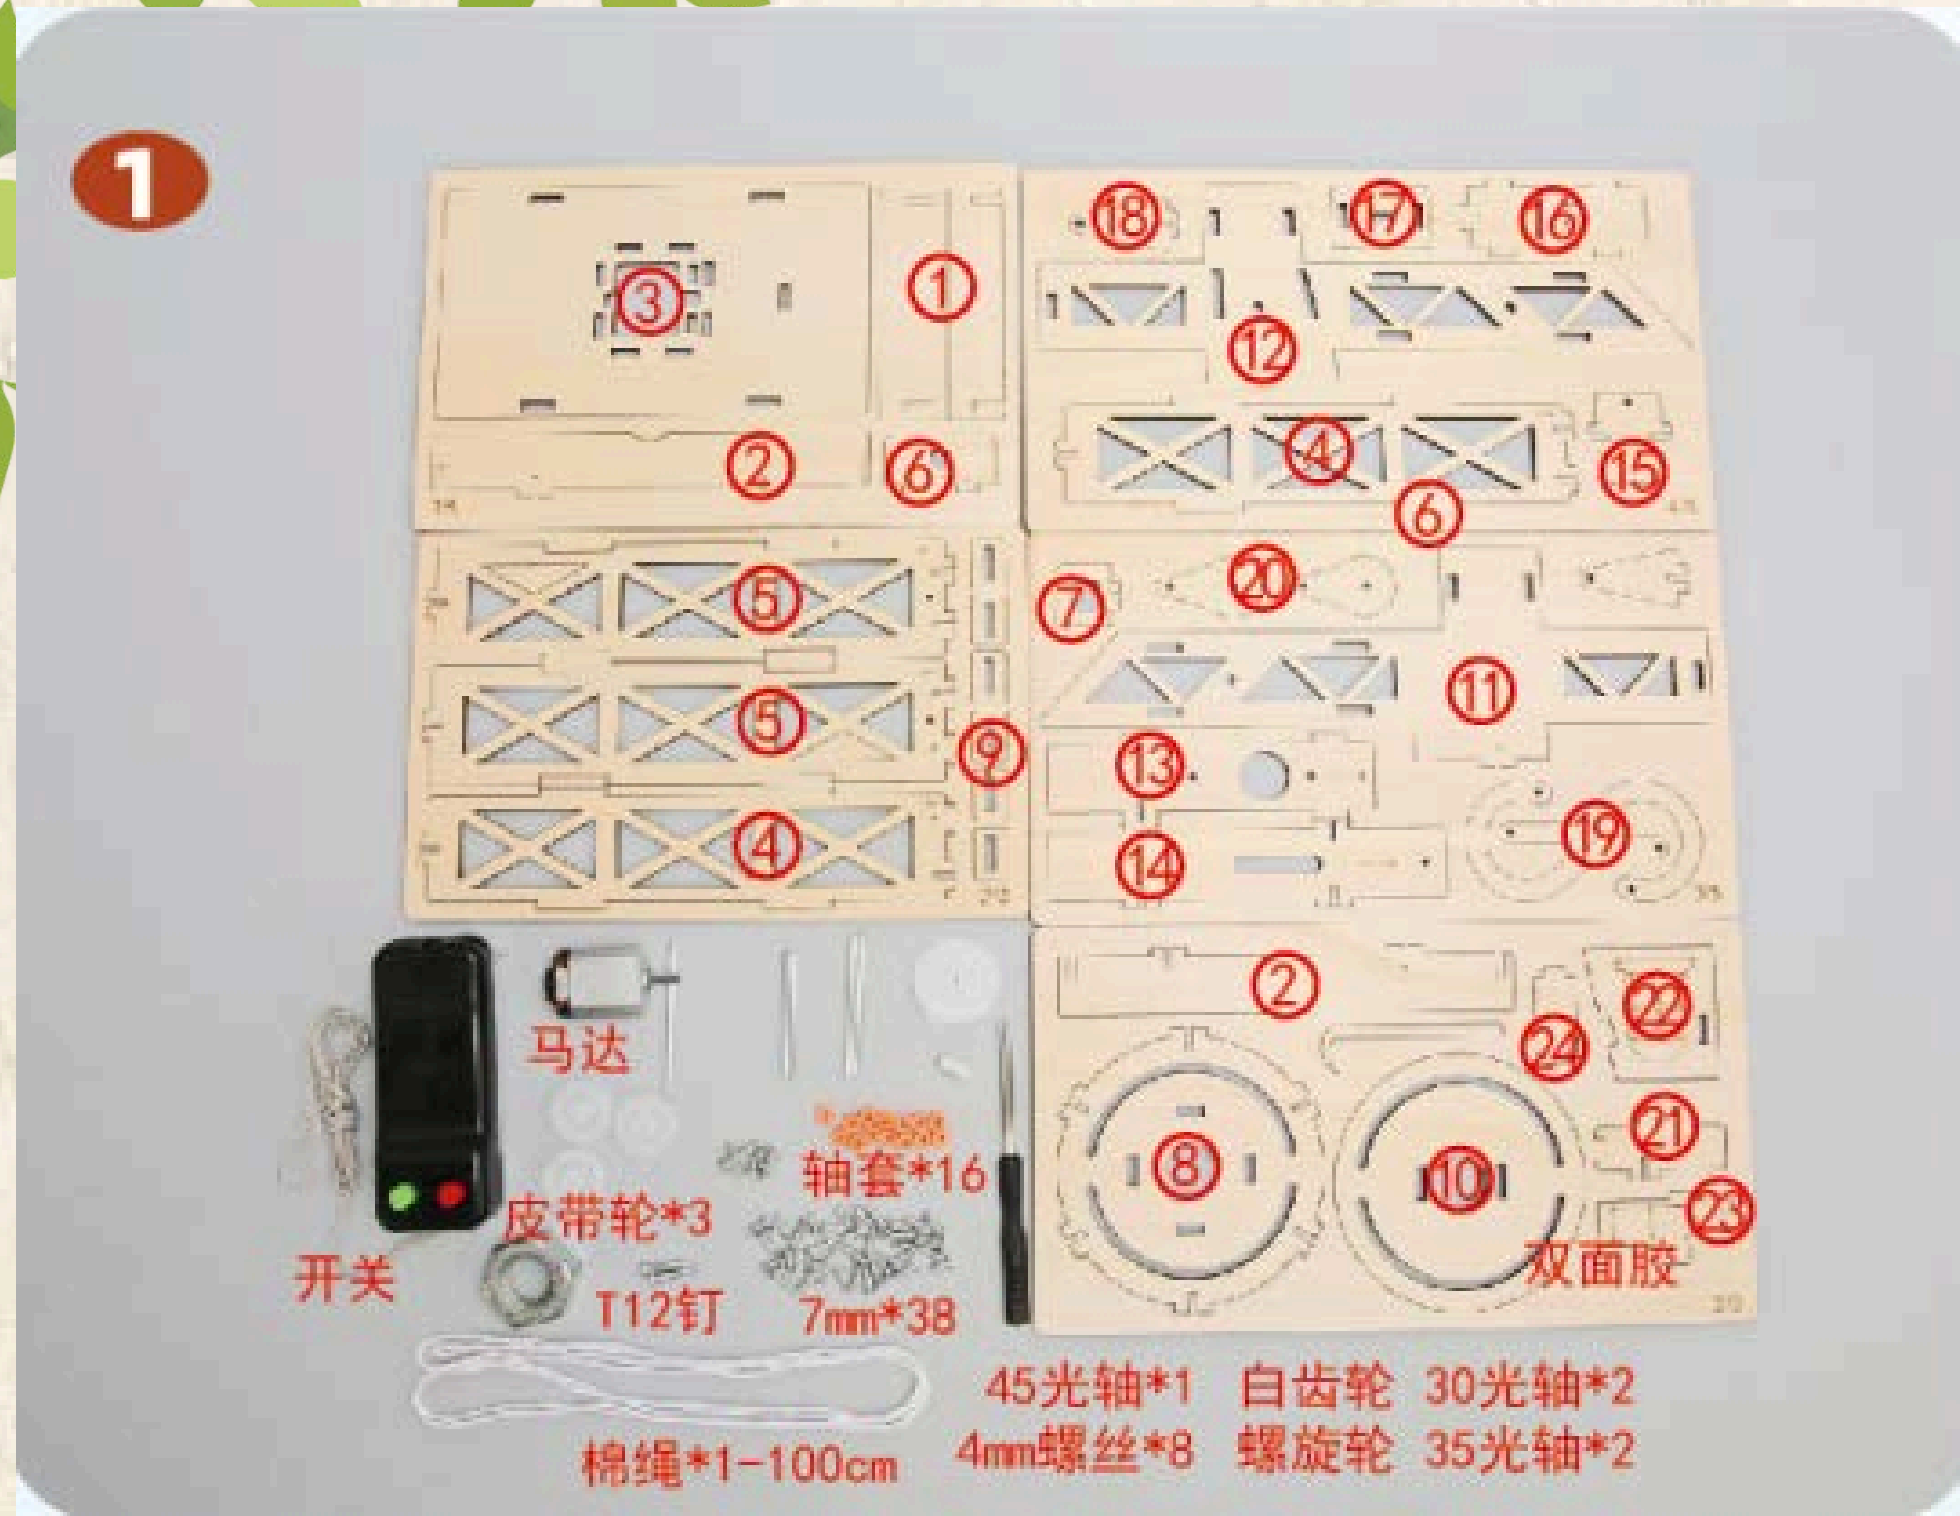 1
⑱ ⑰ ⑯
③ ① ⑫
② ⑥ ④ ⑮
⑥
⑤ ⑦ ⑳
⑤ ⑨ ⑪
⑬
④ ⑭ ⑲
② ㉒
㉔
马达
㉑
轴套*16
⑧ ⑩
皮带轮*3
㉓
开关
双面胶
T12钉
7mm*38
45光轴*1 白齿轮 30光轴*2
4mm螺丝*8 螺旋轮 35光轴*2
棉绳*1-100cm